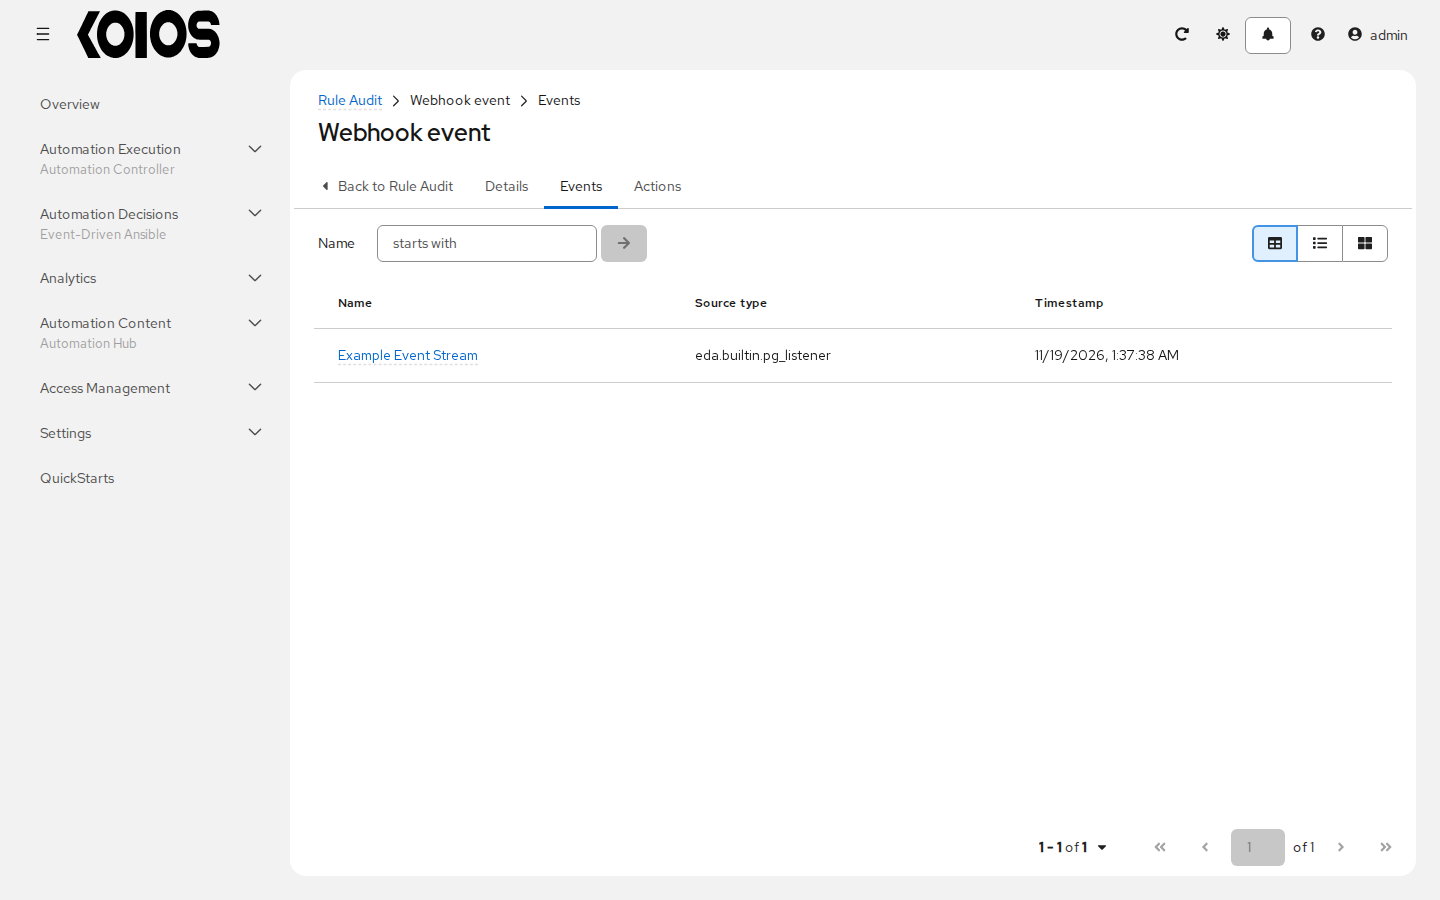 KOIOS
admin
Overview
Automation Execution
Automation Controller
Automation Decisions
Event-Driven Ansible
Analytics
Automation Content
Automation Hub
Access Management
Settings
QuickStarts
Rule Audit Webhook event Events
Webhook event
Back to Rule Audit Details Events Actions
Name starts with
Name Source type Timestamp
Example Event Stream eda.builtin.pg_listener 11/19/2026, 1:37:38 AM
1 - 1 of 1 1 of 1